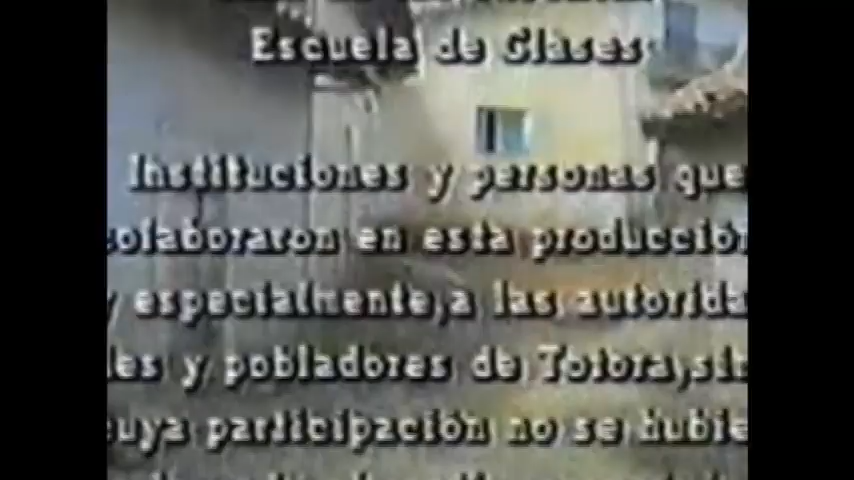 Escuela de Clases
Instituciones y personas que
colaboraron en esta producción
y especialmente,a las autorida
des y pobladores de Totora,sin
cuya participación no se hubie